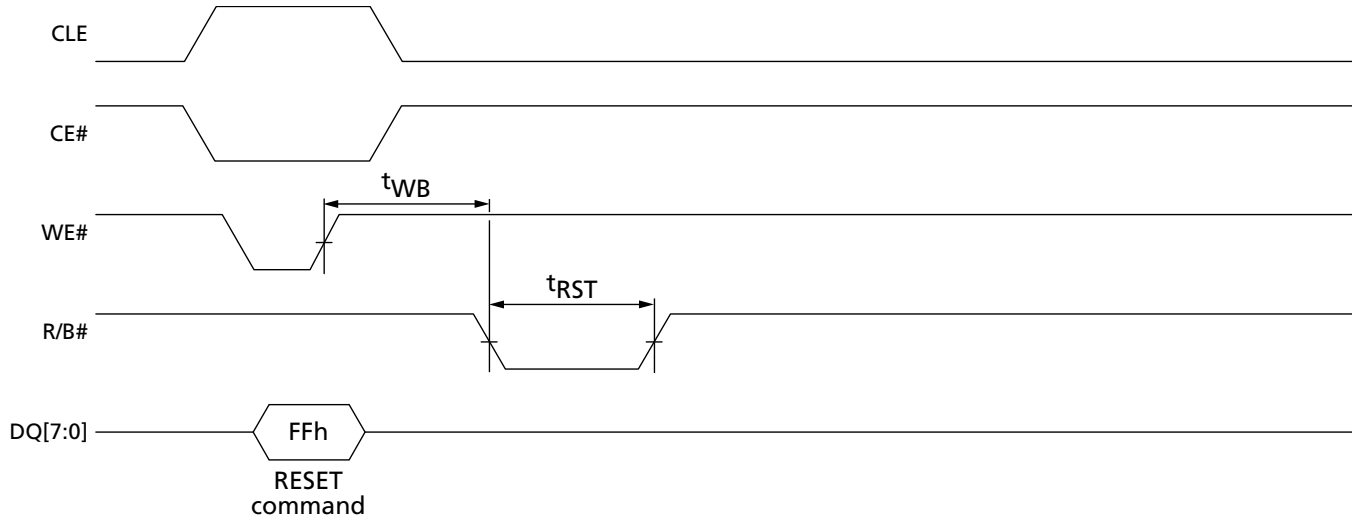 CLE
CE#
tWB
WE#
tRST
R/B#
DQ[7:0]
FFh
RESET
command